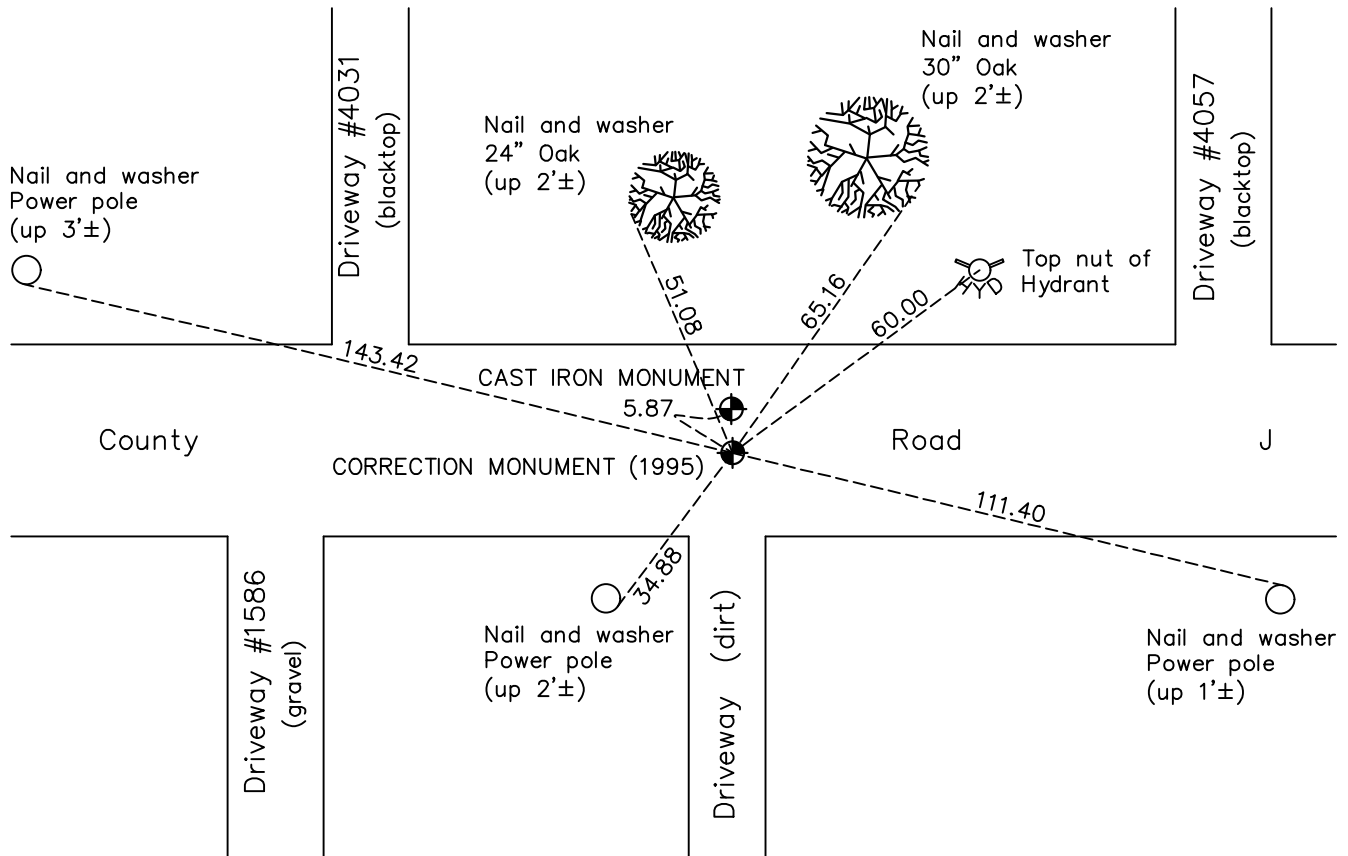 Nail and washer
30” Oak
(up 2'±)
Driveway #4031
(blacktop)
Driveway #4057
(blacktop)
Nail and washer
24” Oak
(up 2'±)
Nail and washer
Power pole
(up 3'±)
Top nut of
Hydrant
HYD
51.08
65.16
60.00
143.42
CAST IRON MONUMENT
5.87
County Road J
CORRECTION MONUMENT (1995)
111.40
34.88
Driveway #1586
(gravel)
Nail and washer
Power pole
(up 2'±)
Driveway (dirt)
Nail and washer
Power pole
(up 1'±)